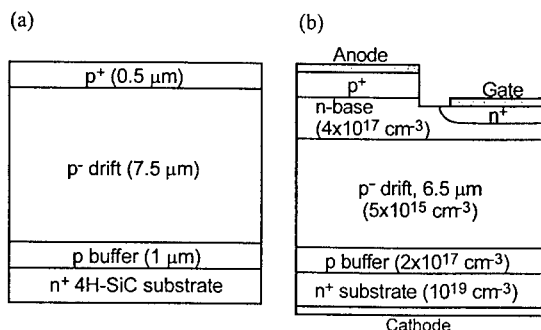 (a)
p⁺ (0.5 µm)
p⁻ drift (7.5 µm)
p buffer (1 µm)
n⁺ 4H-SiC substrate
(b)
Anode
p⁺
Gate
n-base
(4x10¹⁷ cm⁻³)
n⁺
p⁻ drift, 6.5 µm
(5x10¹⁵ cm⁻³)
p buffer (2x10¹⁷ cm⁻³)
n⁺ substrate (10¹⁹ cm⁻³)
Cathode